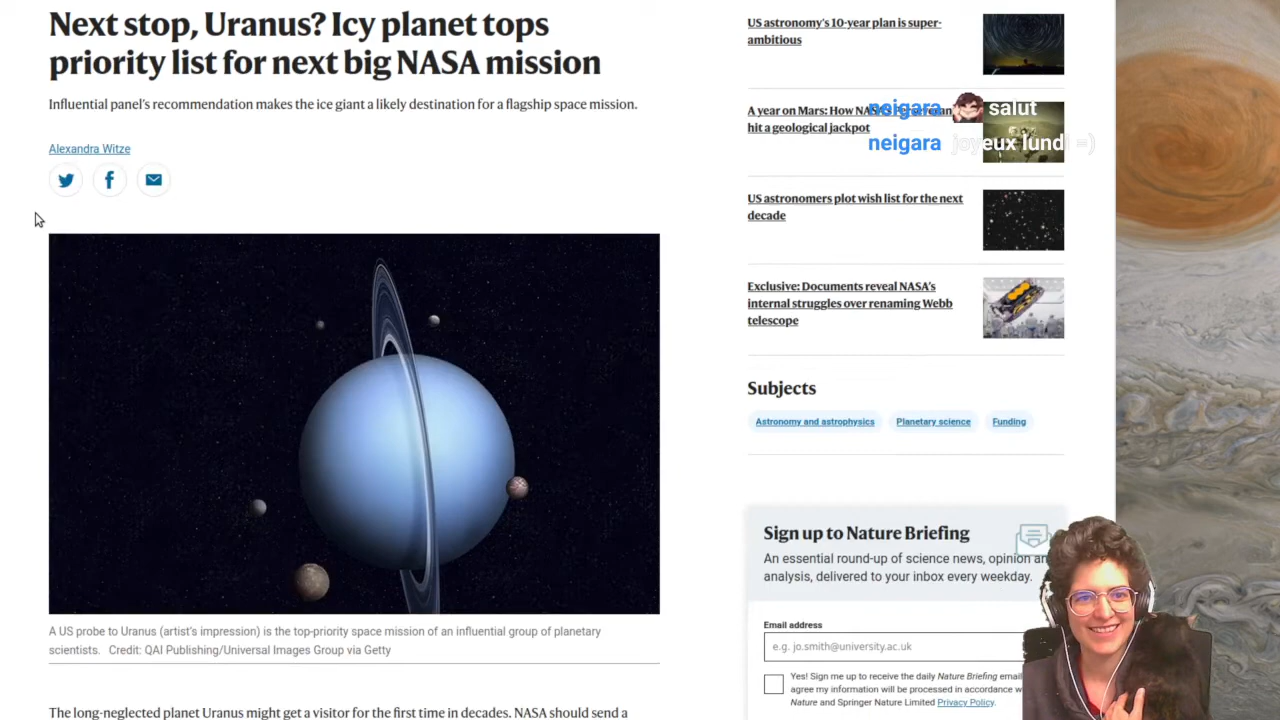 Next stop, Uranus? Icy planet tops
priority list for next big NASA mission
Influential panel's recommendation makes the ice giant a likely destination for a flagship space mission.
Alexandra Witze
A US probe to Uranus (artist's impression) is the top-priority space mission of an influential group of planetary
scientists. Credit: QAI Publishing/Universal Images Group via Getty
The long-neglected planet Uranus might get a visitor for the first time in decades. NASA should send a
US astronomy's 10-year plan is super-
ambitious
A year on Mars: How
hit a geological jackpot
neigara salut
neigara joyeux lundi =)
US astronomers plot wish list for the next
decade
Exclusive: Documents reveal NASA's
internal struggles over renaming Webb
telescope
Subjects
Astronomy and astrophysics
Planetary science
Funding
Sign up to Nature Briefing
An essential round-up of science news, opinion an
analysis, delivered to your inbox every weekday.
Email address
e.g. jo.smith@university.ac.uk
Yes! Sign me up to receive the daily Nature Briefing email
agree my information will be processed in accordance w
Nature and Springer Nature Limited Privacy Policy.